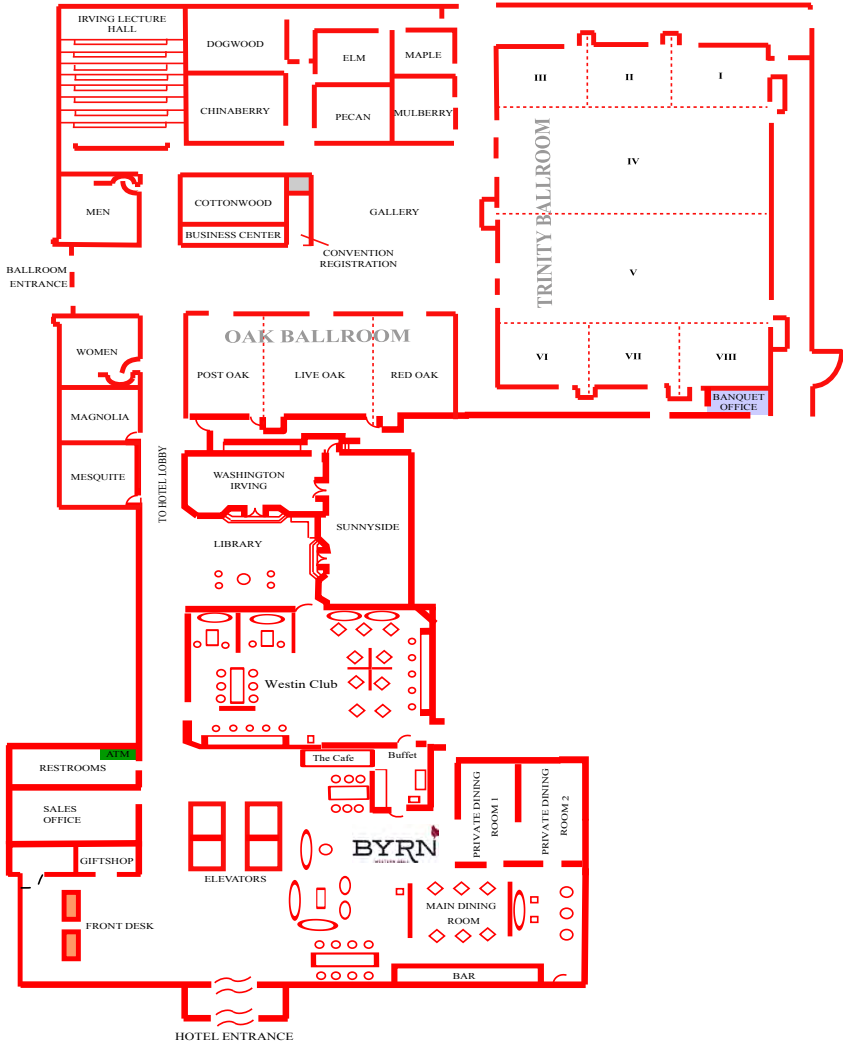 IRVING LECTURE
HALL
DOGWOOD
ELM
MAPLE
CHINABERRY
PECAN
MULBERRY
III
II
I
IV
TRINITY BALLROOM
V
VI
VII
VIII
BANQUET
OFFICE
MEN
COTTONWOOD
BUSINESS CENTER
GALLERY
CONVENTION
REGISTRATION
BALLROOM
ENTRANCE
OAK BALLROOM
WOMEN
POST OAK
LIVE OAK
RED OAK
MAGNOLIA
MESQUITE
TO HOTEL LOBBY
WASHINGTON
IRVING
SUNNYSIDE
LIBRARY
Westin Club
ATM
RESTROOMS
The Cafe
Buffet
SALES
OFFICE
PRIVATE DINING
ROOM 1
PRIVATE DINING
ROOM 2
GIFTSHOP
ELEVATORS
BYRN
WESTERN GRILL
FRONT DESK
MAIN DINING
ROOM
BAR
HOTEL ENTRANCE